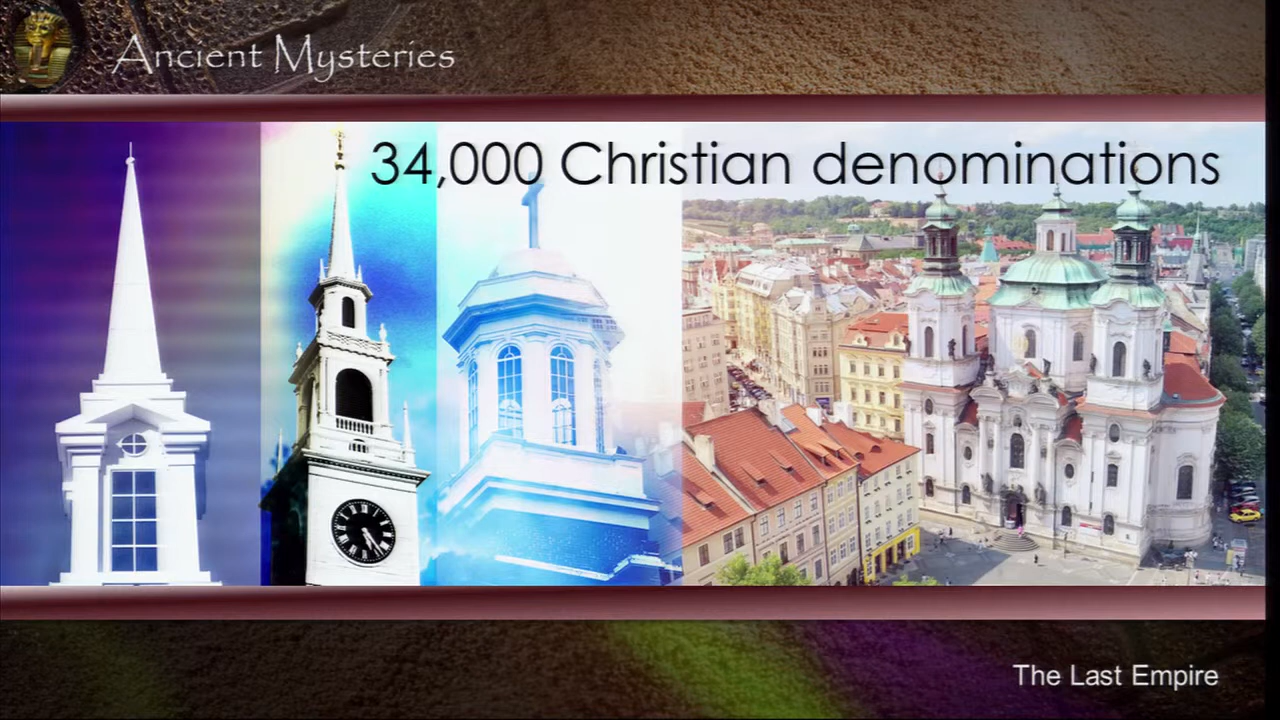 Ancient Mysteries
34,000 Christian denominations
The Last Empire